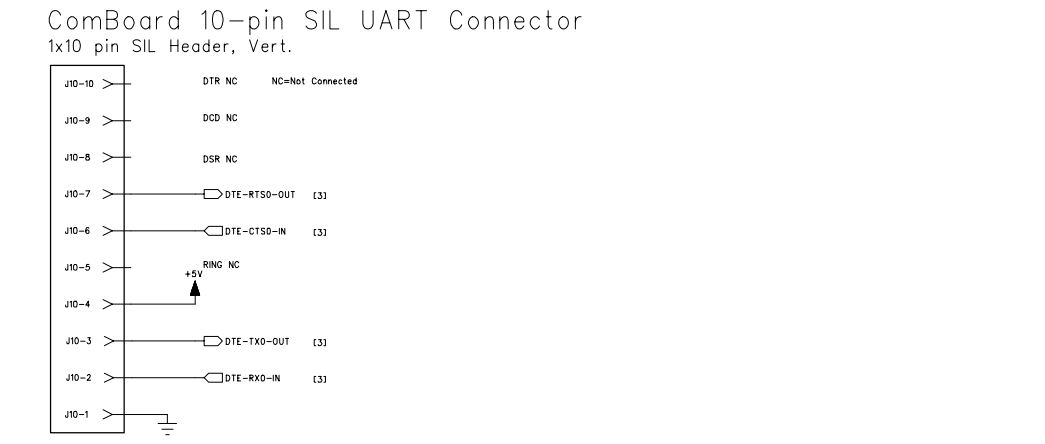 ComBoard 10-pin SIL UART Connector
1x10 pin SIL Header, Vert.
J10-10 DTR NC NC=Not Connected
J10-9 DCD NC
J10-8 DSR NC
J10-7 DTE-RTS0-OUT [3]
J10-6 DTE-CTS0-IN [3]
J10-5 RING NC
+5V
J10-4
J10-3 DTE-TX0-OUT [3]
J10-2 DTE-RX0-IN [3]
J10-1